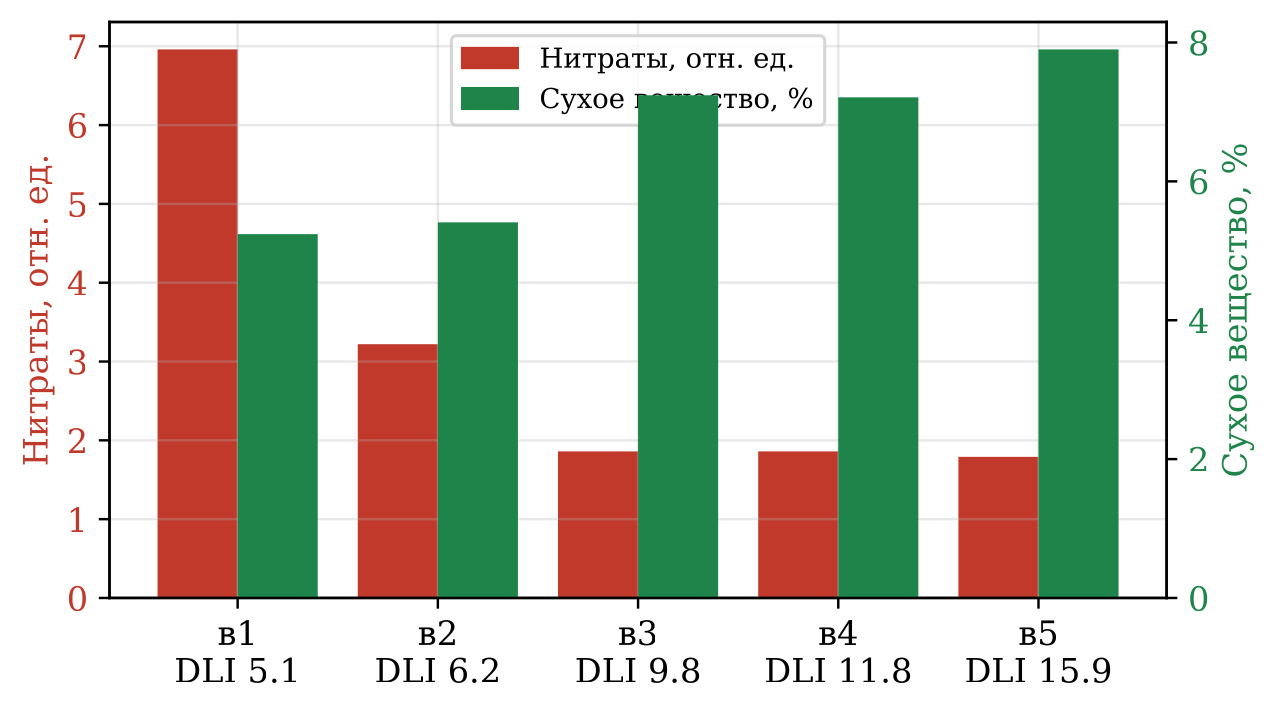 Нитраты, отн. ед.
7
6
5
4
3
2
1
0
Нитраты, отн. ед.
Сухое вещество, %
8
6
4
2
0
Сухое вещество, %
в1
DLI 5.1
в2
DLI 6.2
в3
DLI 9.8
в4
DLI 11.8
в5
DLI 15.9